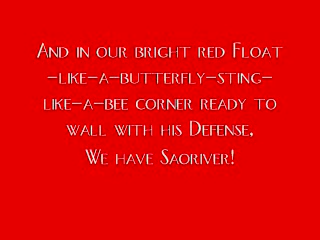 And in our bright red Float
-like-a-butterfly-sting-
like-a-bee corner ready to
wall with his Defense,
We have Saoriver!